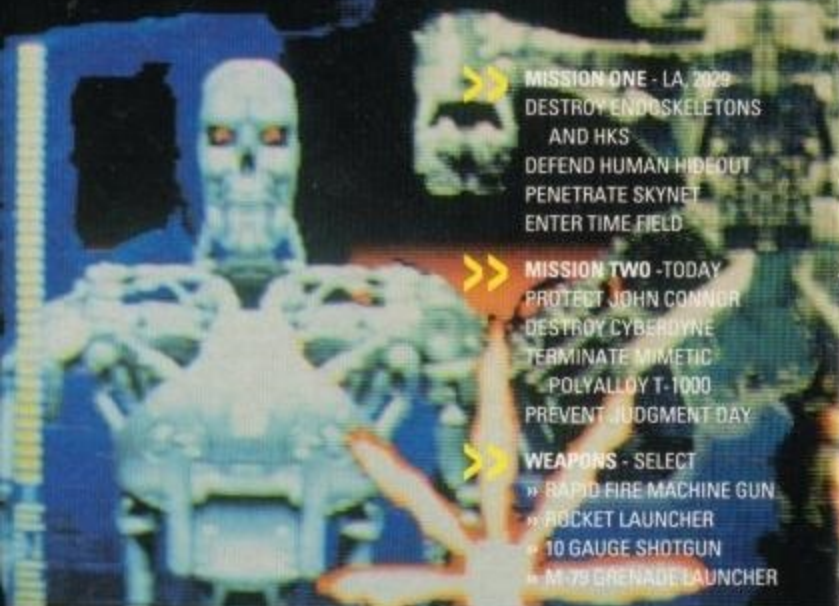 >> MISSION ONE - LA, 2029
DESTROY ENDOSKELETONS
AND HKS
DEFEND HUMAN HIDEOUT
PENETRATE SKYNET
ENTER TIME FIELD
>> MISSION TWO -TODAY
PROTECT JOHN CONNOR
DESTROY CYBERDYNE
TERMINATE MIMETIC
POLYALLOY T-1000
PREVENT JUDGMENT DAY
>> WEAPONS - SELECT
» RAPID FIRE MACHINE GUN
» ROCKET LAUNCHER
» 10 GAUGE SHOTGUN
» M-79 GRENADE LAUNCHER